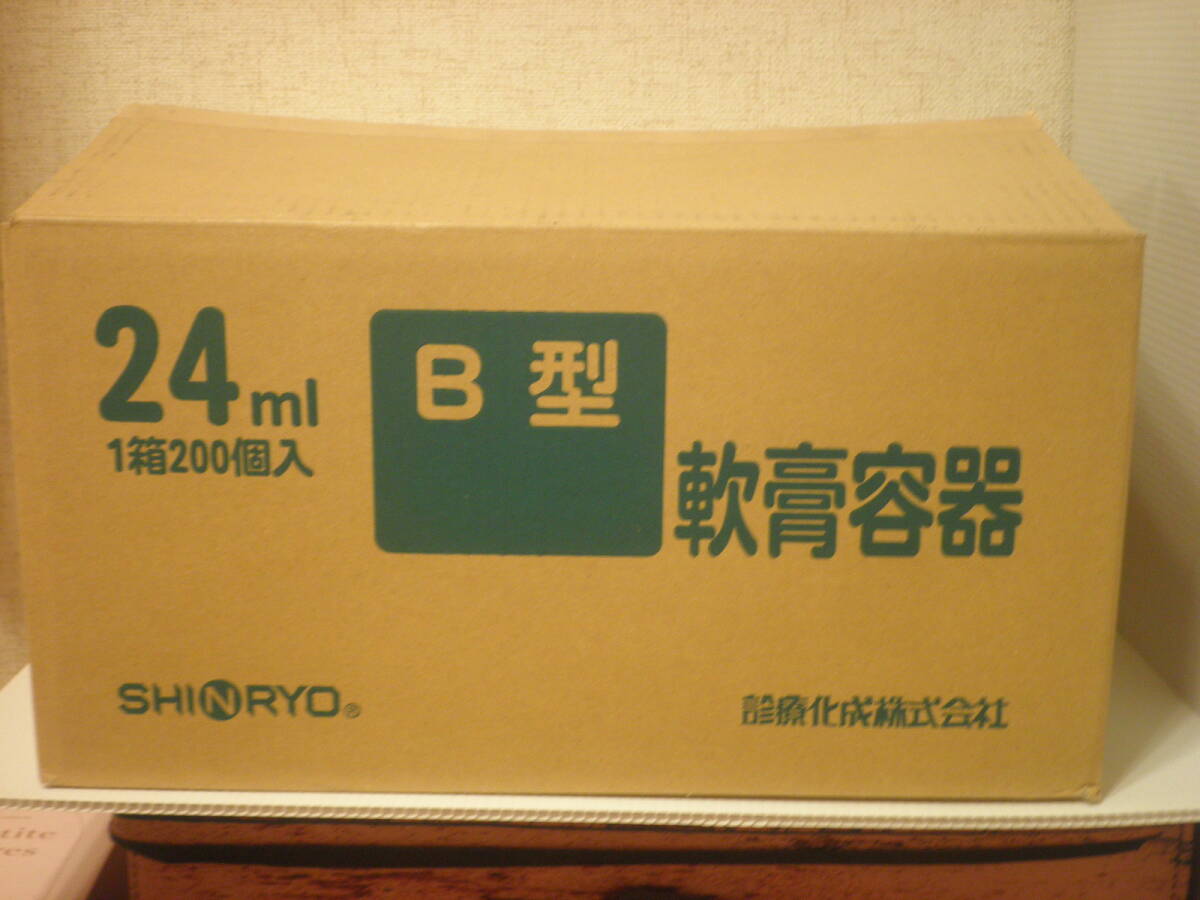 24ml
1箱200個入
B型
軟膏容器
SHINRYO®
診療化成株式会社